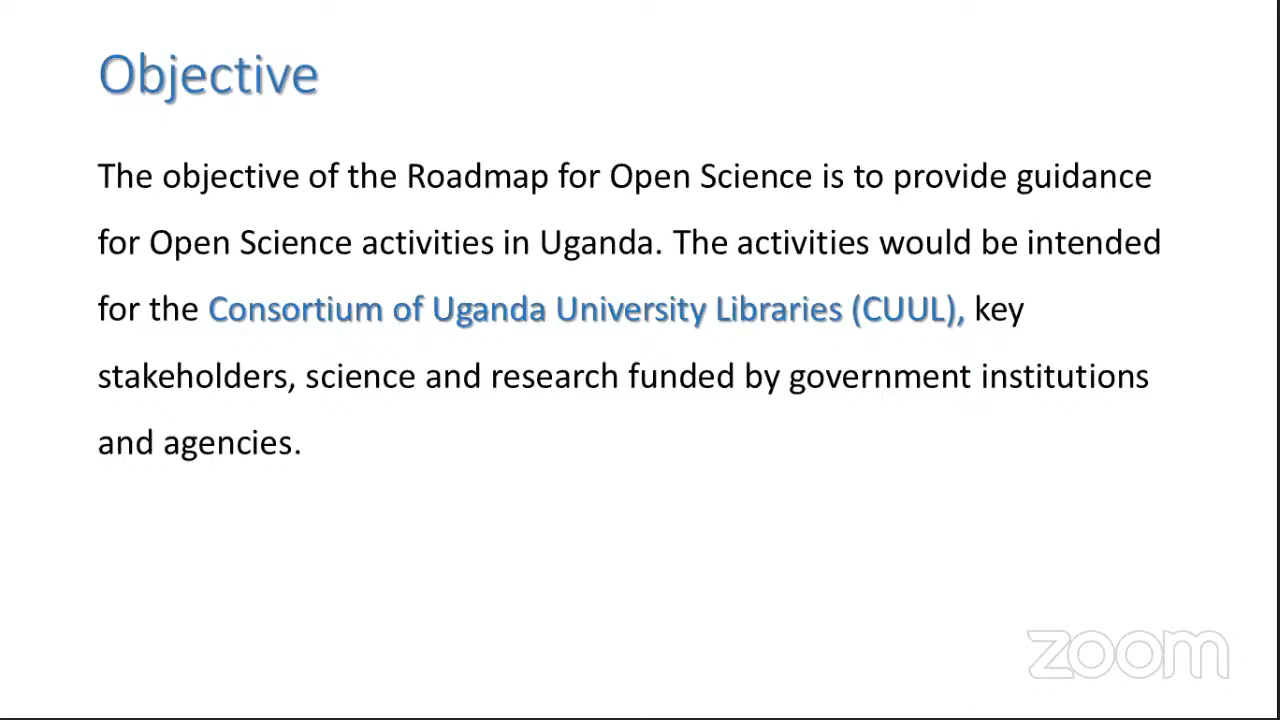 Objective
The objective of the Roadmap for Open Science is to provide guidance
for Open Science activities in Uganda. The activities would be intended
for the Consortium of Uganda University Libraries (CUUL), key
stakeholders, science and research funded by government institutions
and agencies.
zoom